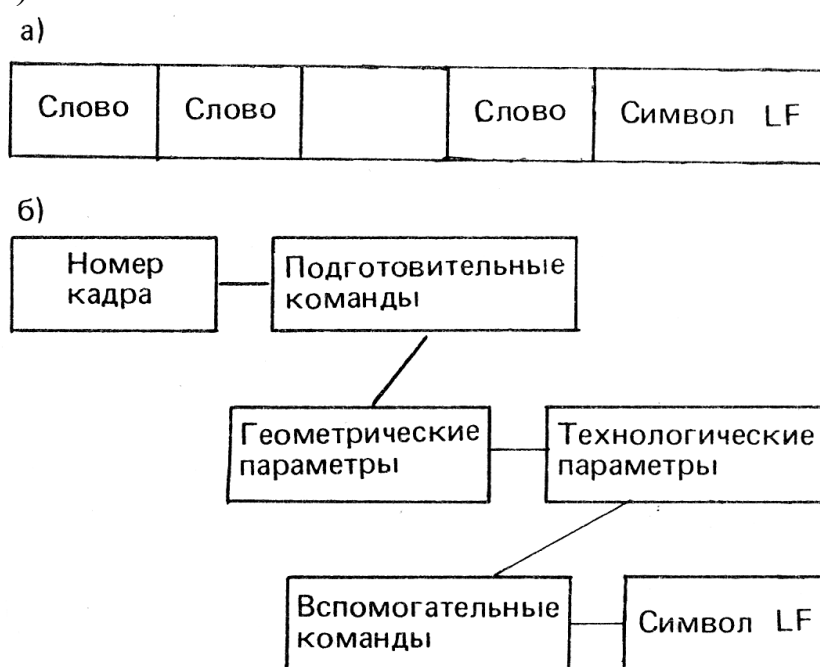 а)
Слово Слово Слово Символ LF
б)
Номер
кадра
Подготовительные
команды
Геометрические
параметры
Технологические
параметры
Вспомогательные
команды
Символ LF